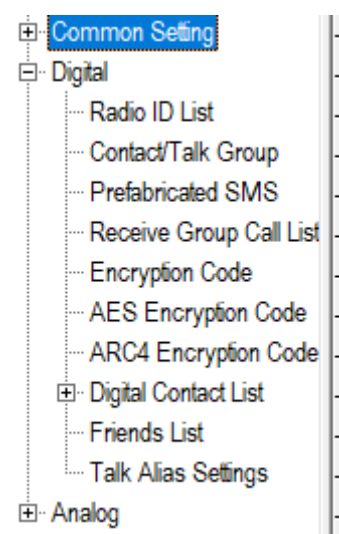 Common Setting
Digital
Radio ID List
Contact/Talk Group
Prefabricated SMS
Receive Group Call List
Encryption Code
AES Encryption Code
ARC4 Encryption Code
Digital Contact List
Friends List
Talk Alias Settings
Analog